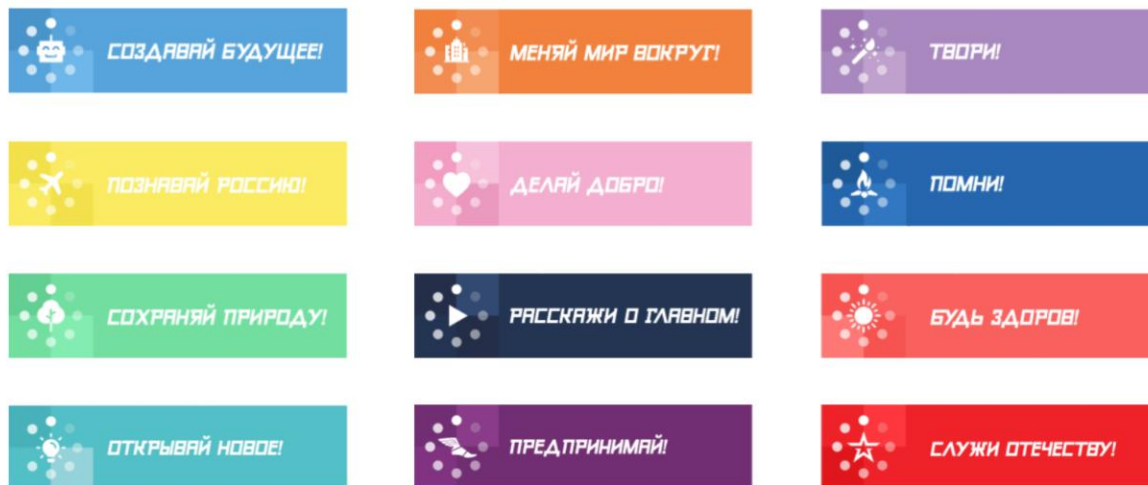 СОЗДАВАЙ БУДУЩЕЕ!
МЕНЯЙ МИР ВОКРУГ!
ТВОРИ!
ПОЗНАВАЙ РОССИЮ!
ДЕЛАЙ ДОБРО!
ПОМНИ!
СОХРАНЯЙ ПРИРОДУ!
РАССКАЖИ О ГЛАВНОМ!
БУДЬ ЗДОРОВ!
ОТКРЫВАЙ НОВОЕ!
ПРЕДПРИНИМАЙ!
СЛУЖИ ОТЕЧЕСТВУ!